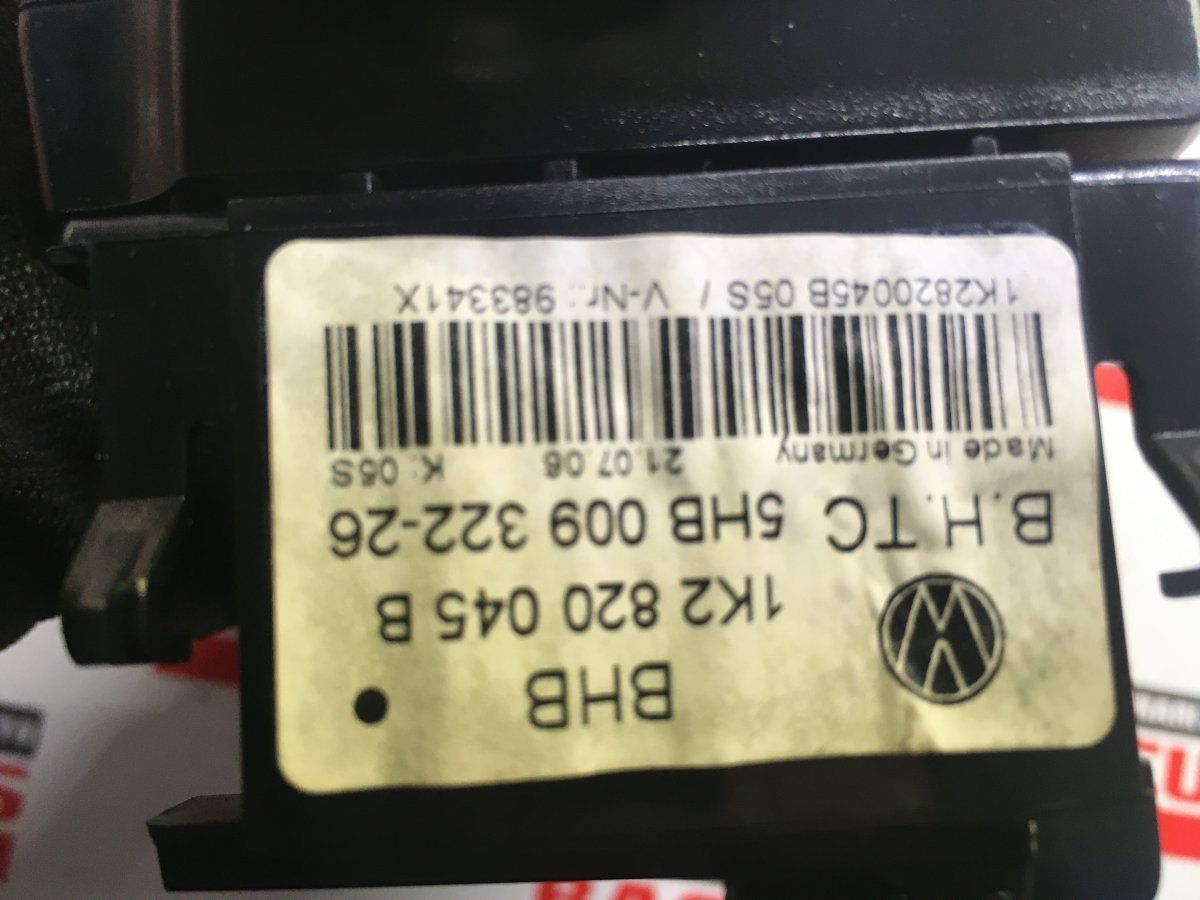 BHB
1K2 820 045 B
B.H.TC 5HB 009 322-26
Made in Germany 21.07.06 K: 05S
1K2820045B 05S / V-Nr.: 983341X